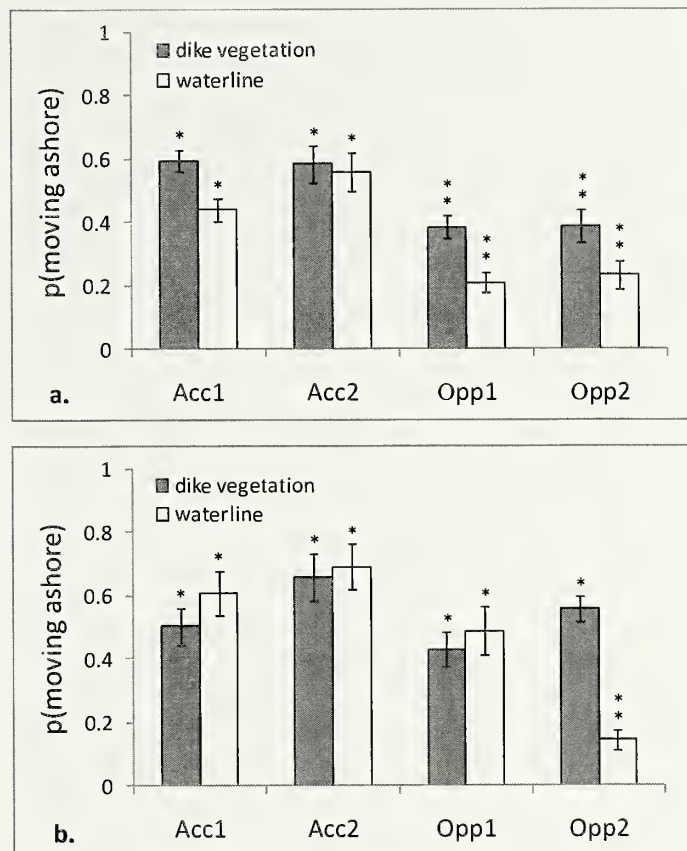 1
dike vegetation
waterline
0.8
0.6
0.4
0.2
0
p(moving ashore)
* * * * ** ** ** **
a. Acc1 Acc2 Opp1 Opp2
1
dike vegetation
waterline
0.8
0.6
0.4
0.2
0
p(moving ashore)
* * * * * * * **
b. Acc1 Acc2 Opp1 Opp2